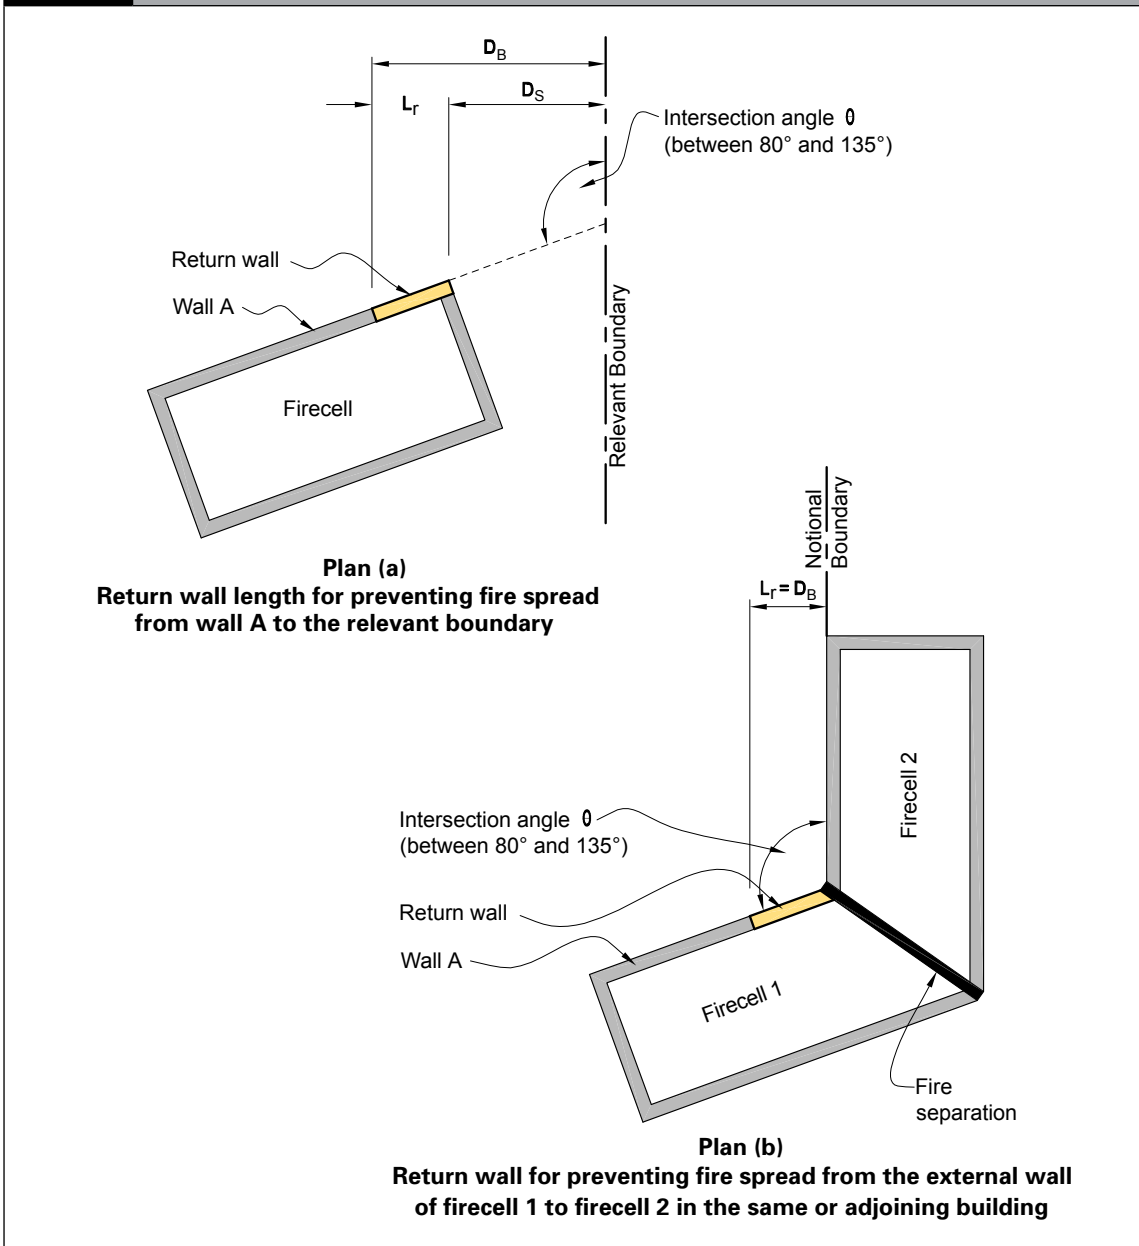 D_B
D_S
L_r
Intersection angle θ
(between 80° and 135°)
Return wall
Wall A
Firecell
Relevant Boundary
Plan (a)
Return wall length for preventing fire spread
from wall A to the relevant boundary
Notional
Boundary
L_r = D_B
Firecell 2
Intersection angle θ
(between 80° and 135°)
Return wall
Wall A
Firecell 1
Fire
separation
Plan (b)
Return wall for preventing fire spread from the external wall
of firecell 1 to firecell 2 in the same or adjoining building